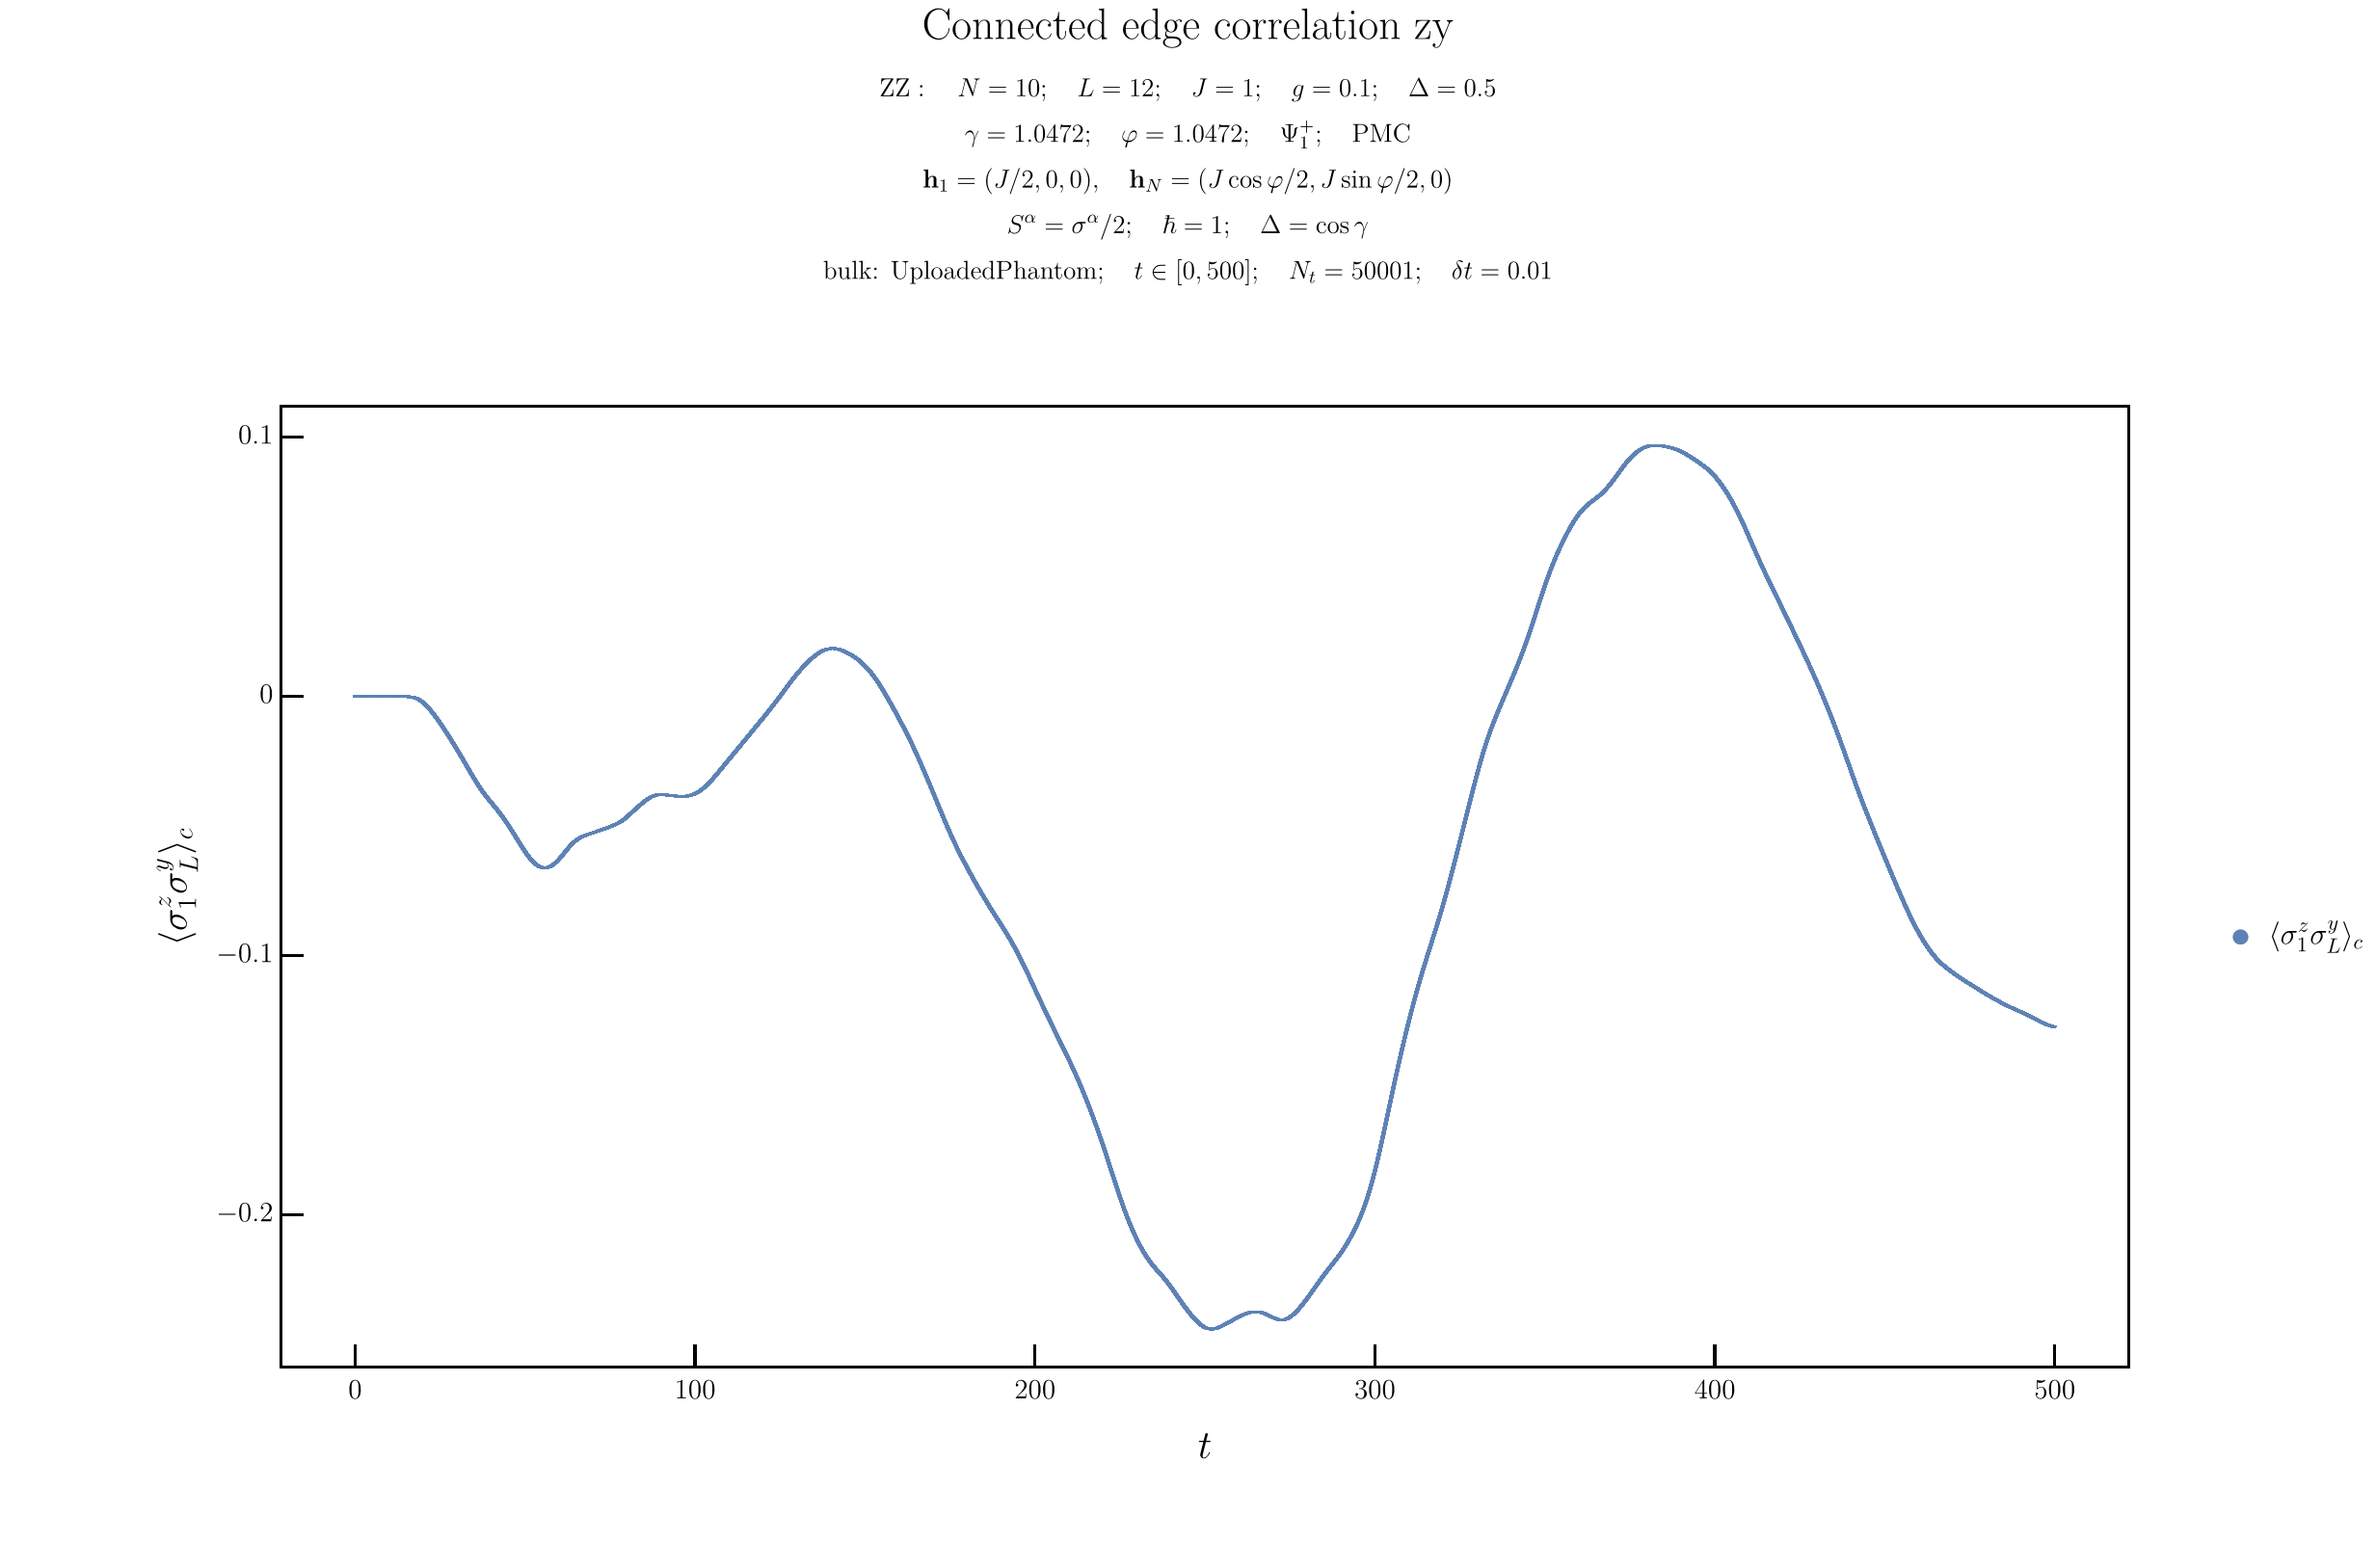 Connected edge correlation zy
ZZ : N = 10; L = 12; J = 1; g = 0.1; Δ = 0.5
γ = 1.0472; φ = 1.0472; Ψ₁⁺; PMC
h₁ = (J/2, 0, 0), h_N = (J cos φ/2, J sin φ/2, 0)
S^α = σ^α/2; ħ = 1; Δ = cos γ
bulk: UploadedPhantom; t ∈ [0, 500]; N_t = 50001; δt = 0.01
0.1
0
−0.1
−0.2
⟨σ₁^z σ_L^y⟩_c
⟨σ₁^z σ_L^y⟩_c
0 100 200 300 400 500
t